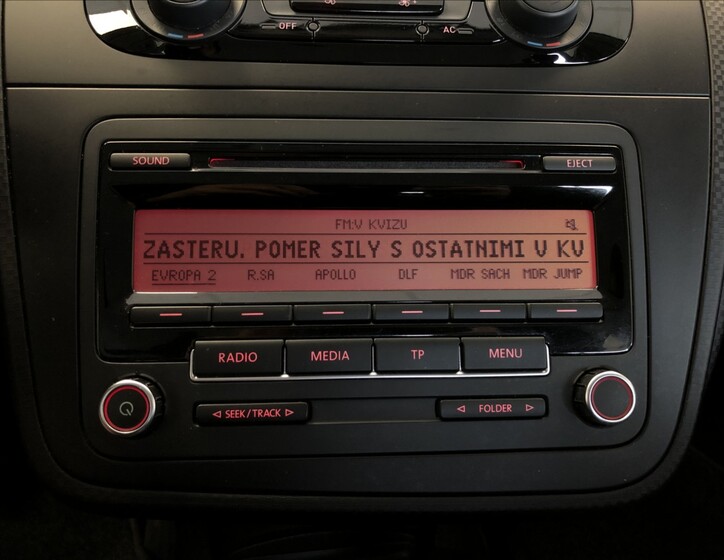 OFF AC
SOUND EJECT
FM:V KVIZU
ZASTERU. POMER SILY S OSTATNIMI V KV
EVROPA 2 R.SA APOLLO DLF MDR SACH MDR JUMP
RADIO MEDIA TP MENU
SEEK/TRACK FOLDER